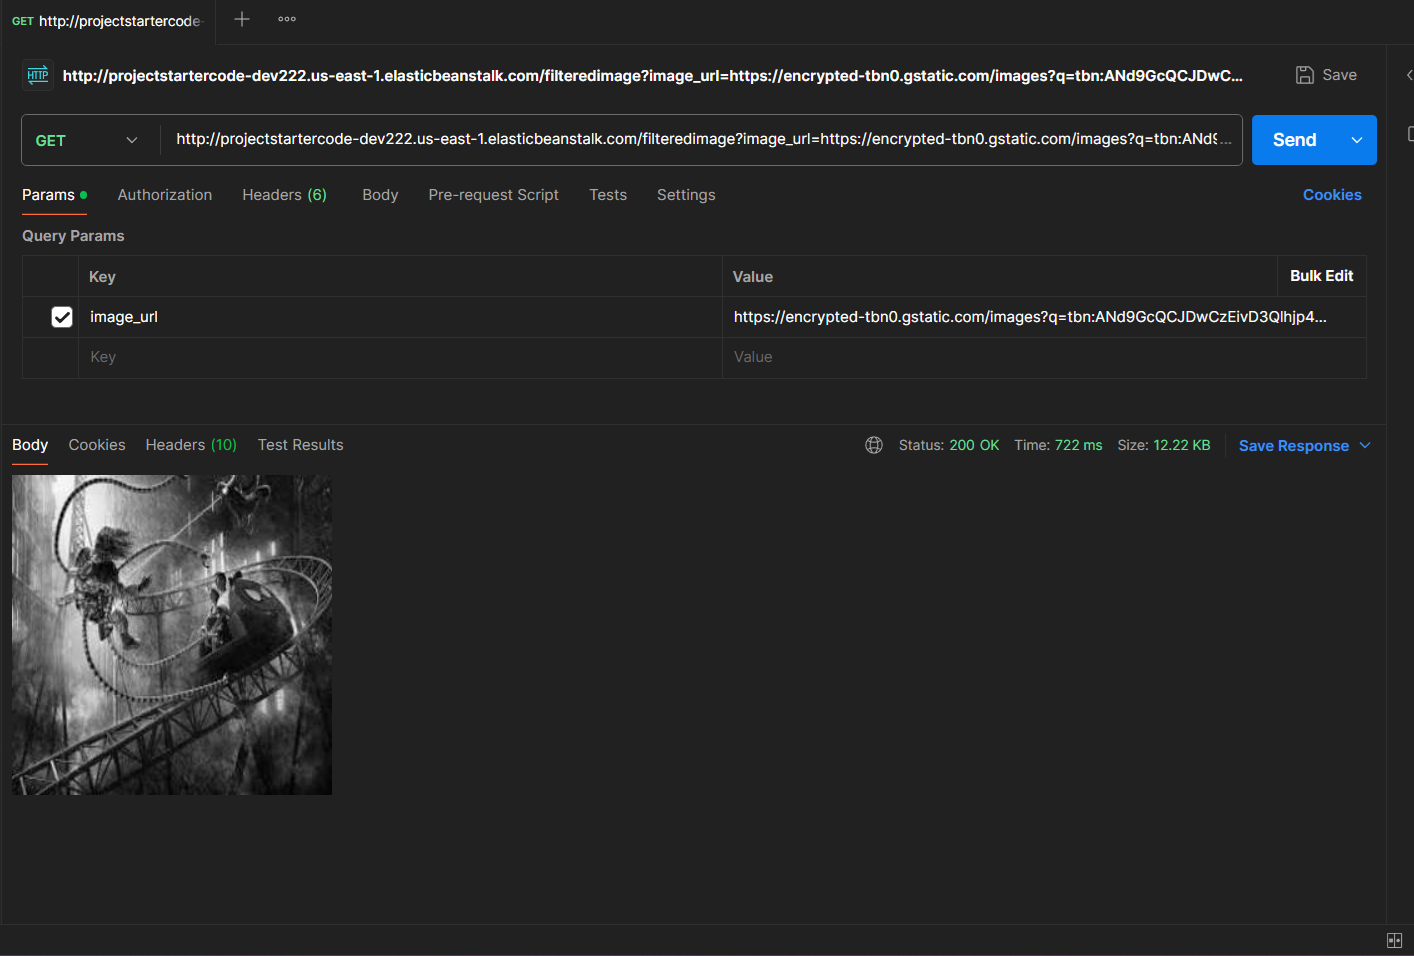 GET http://projectstartercode-
HTTP http://projectstartercode-dev222.us-east-1.elasticbeanstalk.com/filteredimage?image_url=https://encrypted-tbn0.gstatic.com/images?q=tbn:ANd9GcQCJDwC... Save
GET http://projectstartercode-dev222.us-east-1.elasticbeanstalk.com/filteredimage?image_url=https://encrypted-tbn0.gstatic.com/images?q=tbn:ANd9... Send
Params Authorization Headers (6) Body Pre-request Script Tests Settings Cookies
Query Params
Key Value Bulk Edit
image_url https://encrypted-tbn0.gstatic.com/images?q=tbn:ANd9GcQCJDwCzEivD3Qlhjp4...
Key Value
Body Cookies Headers (10) Test Results Status: 200 OK Time: 722 ms Size: 12.22 KB Save Response